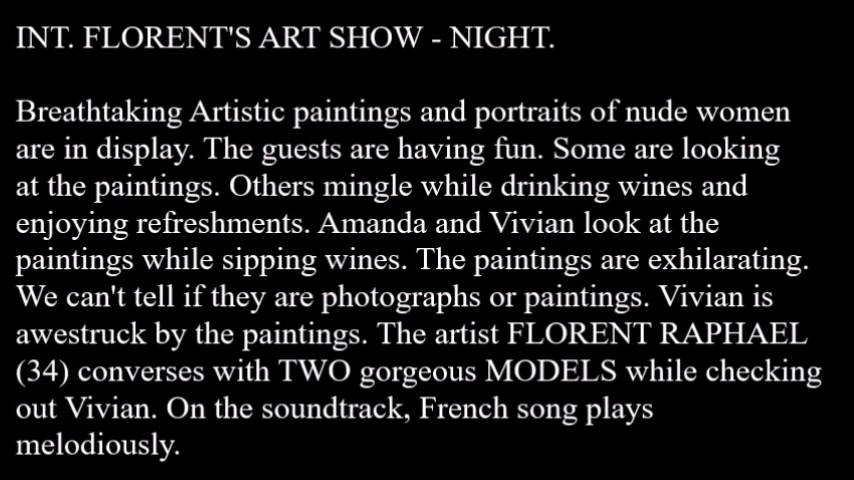 INT. FLORENT'S ART SHOW - NIGHT.
Breathtaking Artistic paintings and portraits of nude women
are in display. The guests are having fun. Some are looking
at the paintings. Others mingle while drinking wines and
enjoying refreshments. Amanda and Vivian look at the
paintings while sipping wines. The paintings are exhilarating.
We can't tell if they are photographs or paintings. Vivian is
awestruck by the paintings. The artist FLORENT RAPHAEL
(34) converses with TWO gorgeous MODELS while checking
out Vivian. On the soundtrack, French song plays
melodiously.